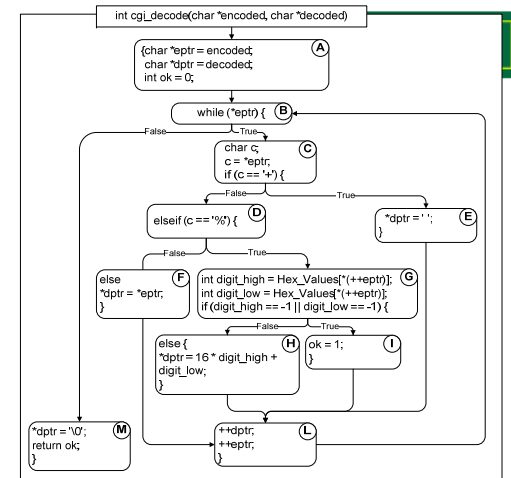 int cgi_decode(char *encoded, char *decoded)
A
{char *eptr = encoded;
char *dptr = decoded;
int ok = 0;
B
while (*eptr) {
False
True
C
char c;
c = *eptr;
if (c == '+') {
False
True
D
elseif (c == '%') {
E
*dptr = ' ';
}
False
True
F
else
*dptr = *eptr;
}
G
int digit_high = Hex_Values[*(++eptr)];
int digit_low = Hex_Values[*(++eptr)];
if (digit_high == -1 || digit_low == -1) {
False
True
H
else {
*dptr = 16 * digit_high +
digit_low;
}
I
ok = 1;
}
M
*dptr = '\0';
return ok;
}
L
++dptr;
++eptr;
}